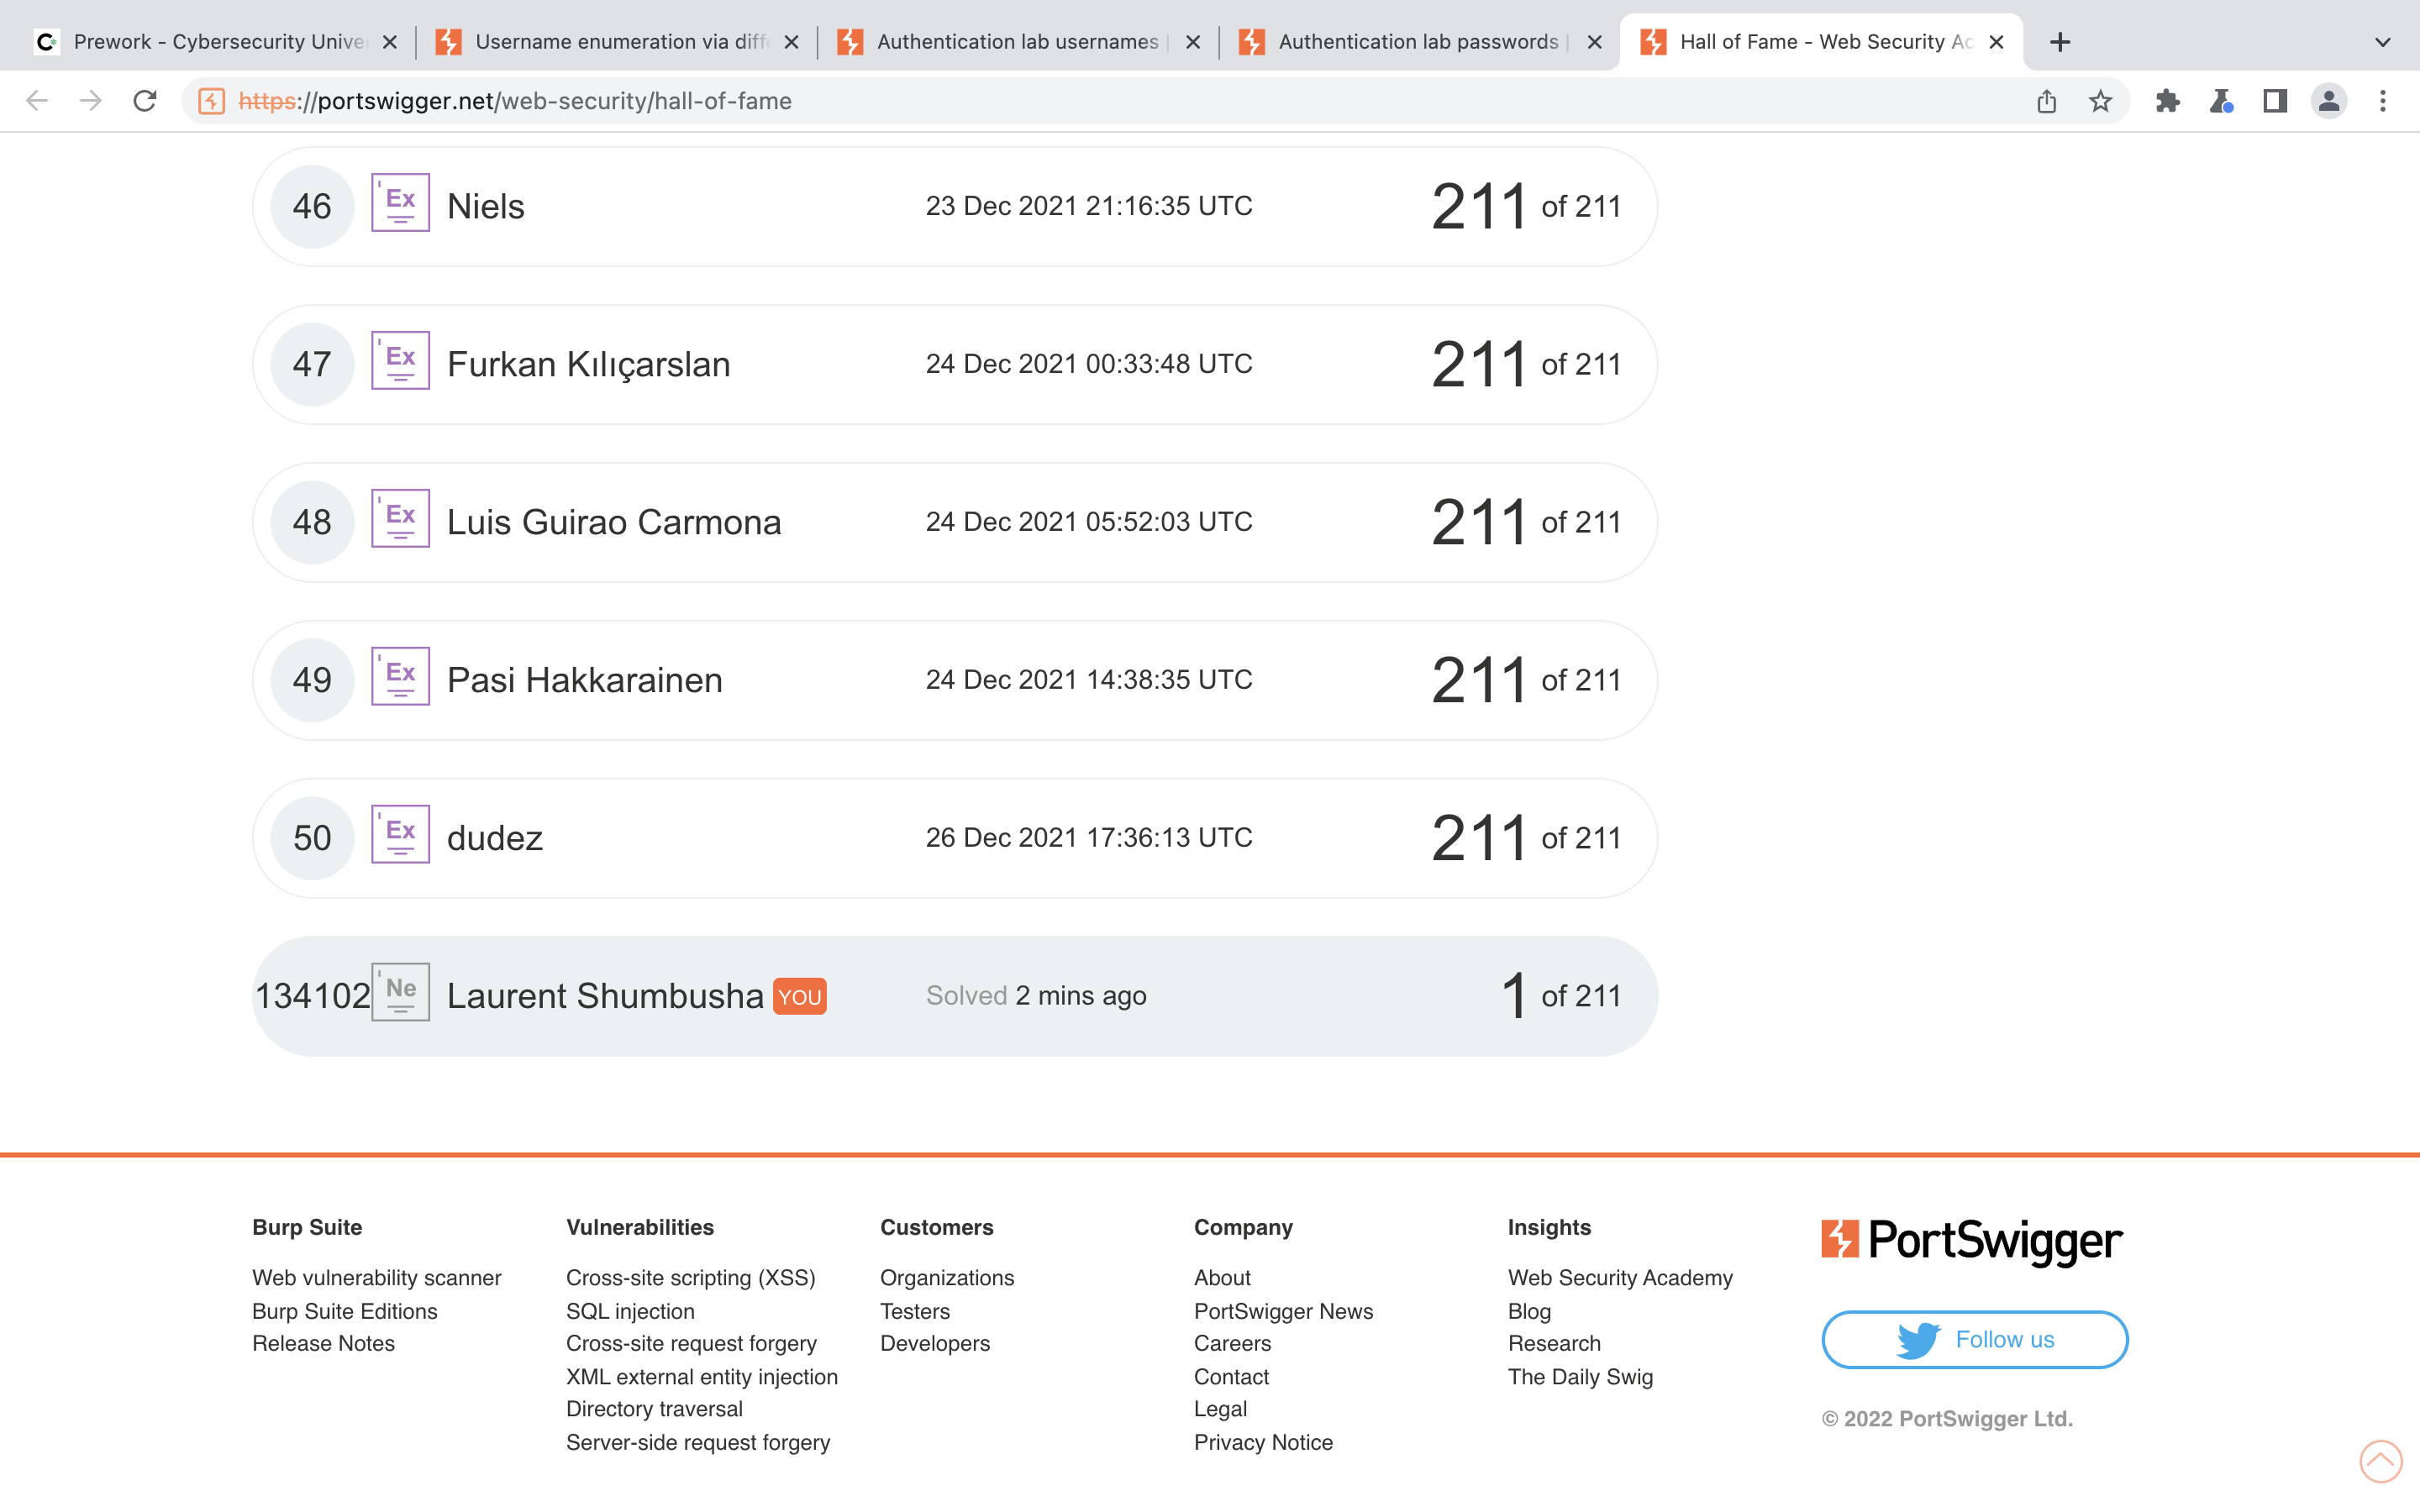 Prework - Cybersecurity Unive
Username enumeration via diff
Authentication lab usernames |
Authentication lab passwords |
Hall of Fame - Web Security Ac
https://portswigger.net/web-security/hall-of-fame
46 Ex Niels 23 Dec 2021 21:16:35 UTC 211 of 211
47 Ex Furkan Kılıçarslan 24 Dec 2021 00:33:48 UTC 211 of 211
48 Ex Luis Guirao Carmona 24 Dec 2021 05:52:03 UTC 211 of 211
49 Ex Pasi Hakkarainen 24 Dec 2021 14:38:35 UTC 211 of 211
50 Ex dudez 26 Dec 2021 17:36:13 UTC 211 of 211
134102 Ne Laurent Shumbusha YOU Solved 2 mins ago 1 of 211
Burp Suite
Web vulnerability scanner
Burp Suite Editions
Release Notes
Vulnerabilities
Cross-site scripting (XSS)
SQL injection
Cross-site request forgery
XML external entity injection
Directory traversal
Server-side request forgery
Customers
Organizations
Testers
Developers
Company
About
PortSwigger News
Careers
Contact
Legal
Privacy Notice
Insights
Web Security Academy
Blog
Research
The Daily Swig
PortSwigger
Follow us
© 2022 PortSwigger Ltd.